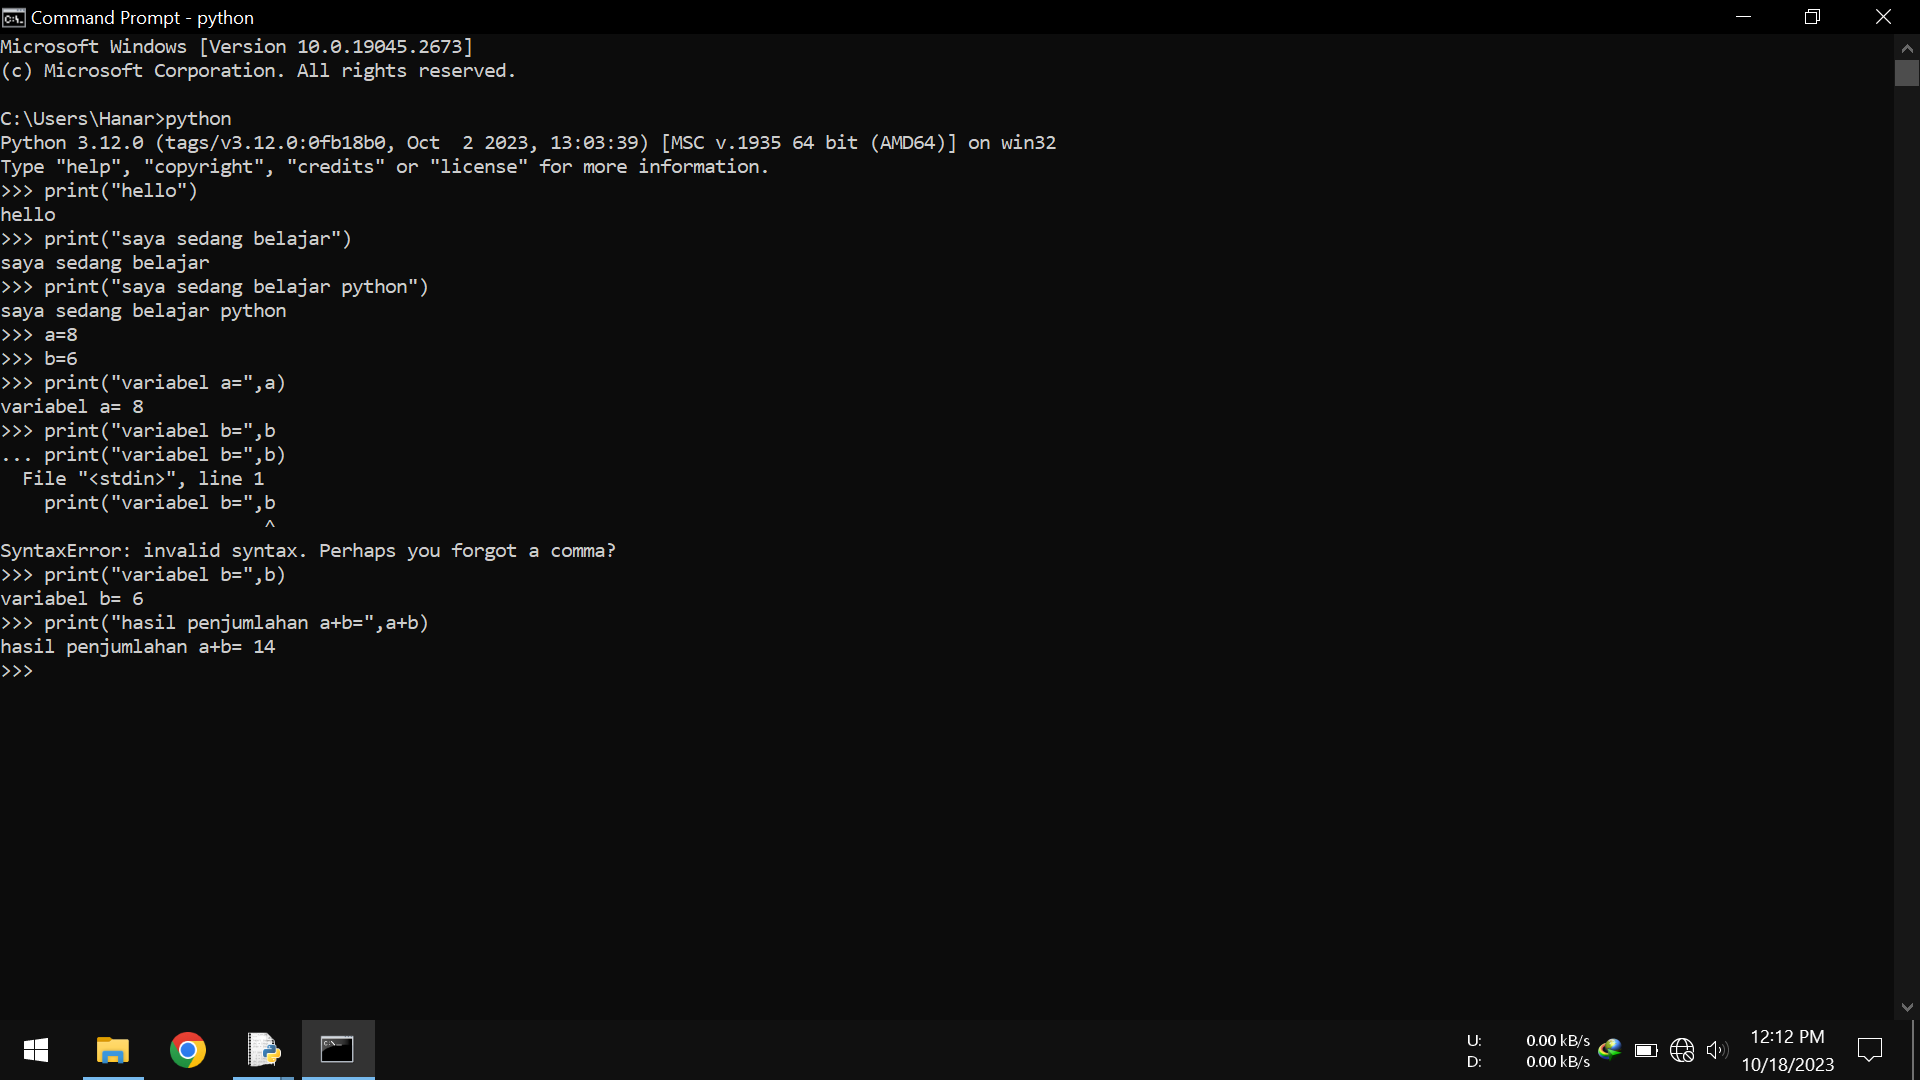 Command Prompt - python
Microsoft Windows [Version 10.0.19045.2673]
(c) Microsoft Corporation. All rights reserved.
C:\Users\Hanar>python
Python 3.12.0 (tags/v3.12.0:0fb18b0, Oct  2 2023, 13:03:39) [MSC v.1935 64 bit (AMD64)] on win32
Type "help", "copyright", "credits" or "license" for more information.
>>> print("hello")
hello
>>> print("saya sedang belajar")
saya sedang belajar
>>> print("saya sedang belajar python")
saya sedang belajar python
>>> a=8
>>> b=6
>>> print("variabel a=",a)
variabel a= 8
>>> print("variabel b=",b
... print("variabel b=",b)
  File "<stdin>", line 1
    print("variabel b=",b
                        ^
SyntaxError: invalid syntax. Perhaps you forgot a comma?
>>> print("variabel b=",b)
variabel b= 6
>>> print("hasil penjumlahan a+b=",a+b)
hasil penjumlahan a+b= 14
>>>
U: 0.00 kB/s
D: 0.00 kB/s
12:12 PM
10/18/2023